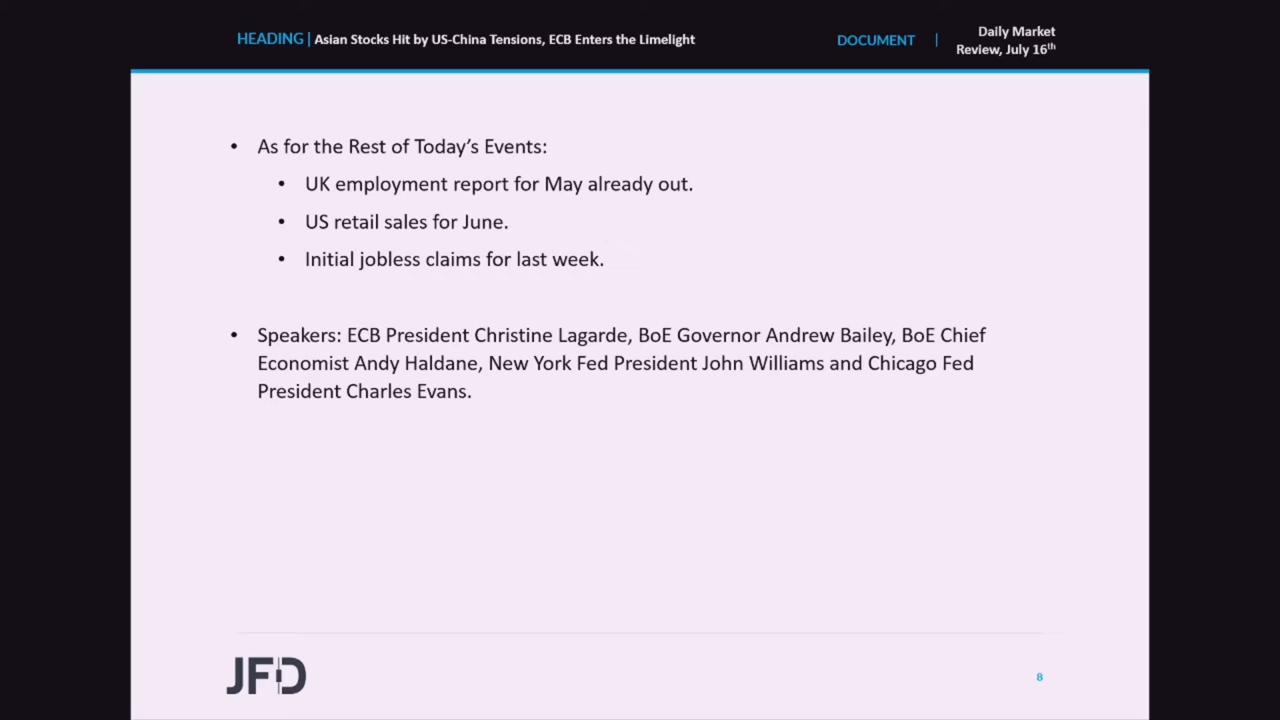 HEADING | Asian Stocks Hit by US-China Tensions, ECB Enters the Limelight
DOCUMENT | Daily Market
Review, July 16th
• As for the Rest of Today’s Events:
• UK employment report for May already out.
• US retail sales for June.
• Initial jobless claims for last week.
• Speakers: ECB President Christine Lagarde, BoE Governor Andrew Bailey, BoE Chief
Economist Andy Haldane, New York Fed President John Williams and Chicago Fed
President Charles Evans.
JFD
8